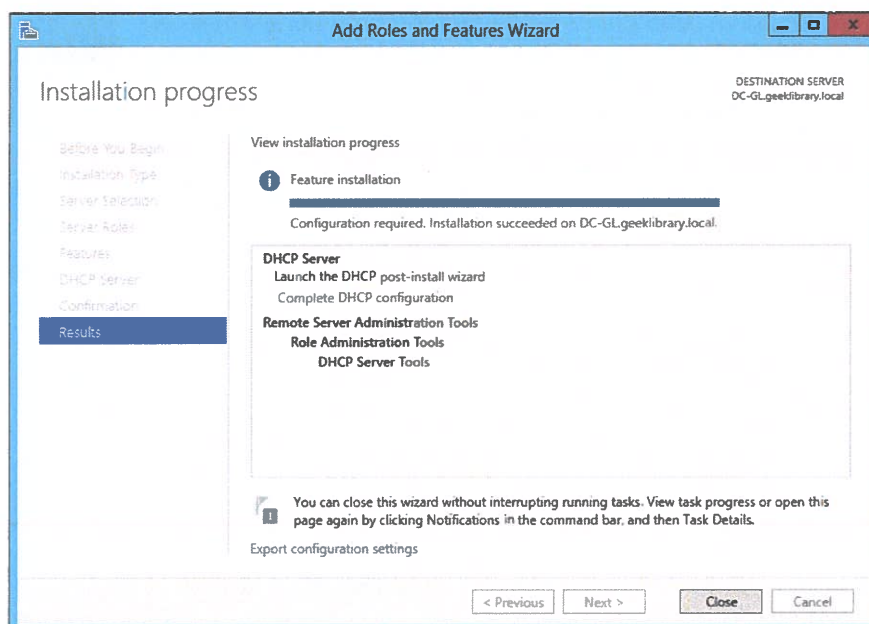 Add Roles and Features Wizard
Installation progress
DESTINATION SERVER
DC-GL.geeklibrary.local
Before You Begin
Installation Type
Server Selection
Server Roles
Features
DHCP Server
Confirmation
Results
View installation progress
Feature installation
Configuration required. Installation succeeded on DC-GL.geeklibrary.local.
DHCP Server
Launch the DHCP post-install wizard
Complete DHCP configuration
Remote Server Administration Tools
Role Administration Tools
DHCP Server Tools
You can close this wizard without interrupting running tasks. View task progress or open this
page again by clicking Notifications in the command bar, and then Task Details.
Export configuration settings
< Previous
Next >
Close
Cancel